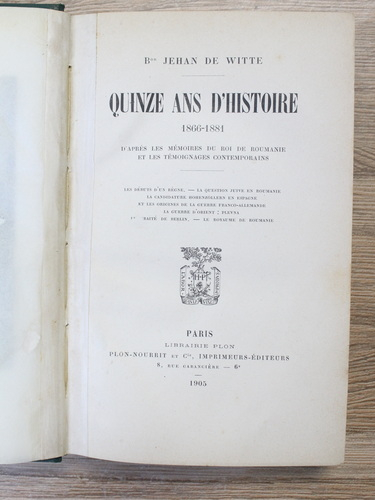 Bon JEHAN DE WITTE
QUINZE ANS D'HISTOIRE
1866-1881
D'APRÈS LES MÉMOIRES DU ROI DE ROUMANIE
ET LES TÉMOIGNAGES CONTEMPORAINS
LES DÉBUTS D'UN RÈGNE. — LA QUESTION JUIVE EN ROUMANIE.
LA CANDIDATURE HOHENZOLLERN EN ESPAGNE
ET LES ORIGINES DE LA GUERRE FRANCO-ALLEMANDE
LA GUERRE D'ORIENT : PLEVNA
RAITÉ DE BERLIN. — LE ROYAUME DE ROUMANIE
PARIS
LIBRAIRIE PLON
PLON-NOURRIT ET Cie, IMPRIMEURS-ÉDITEURS
8, RUE GARANCIÈRE — 6e
1905